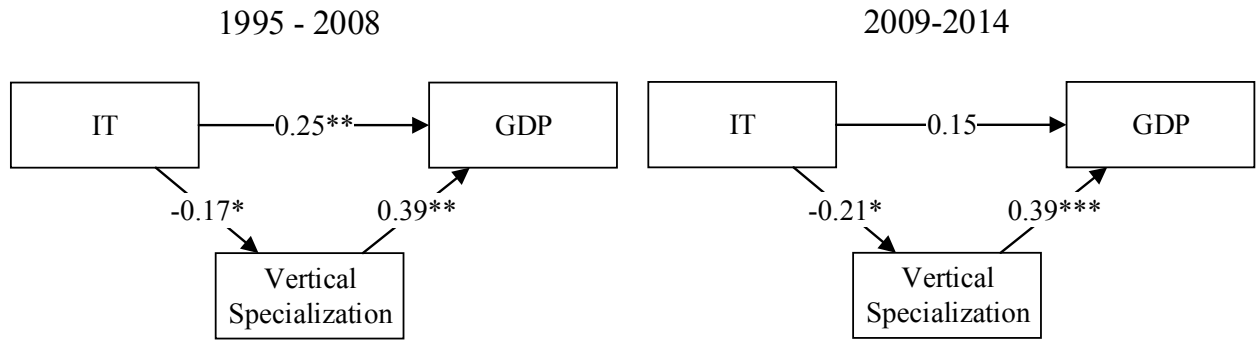 1995 - 2008
IT
0.25**
GDP
-0.17*
0.39**
Vertical
Specialization
2009-2014
IT
0.15
GDP
-0.21*
0.39***
Vertical
Specialization